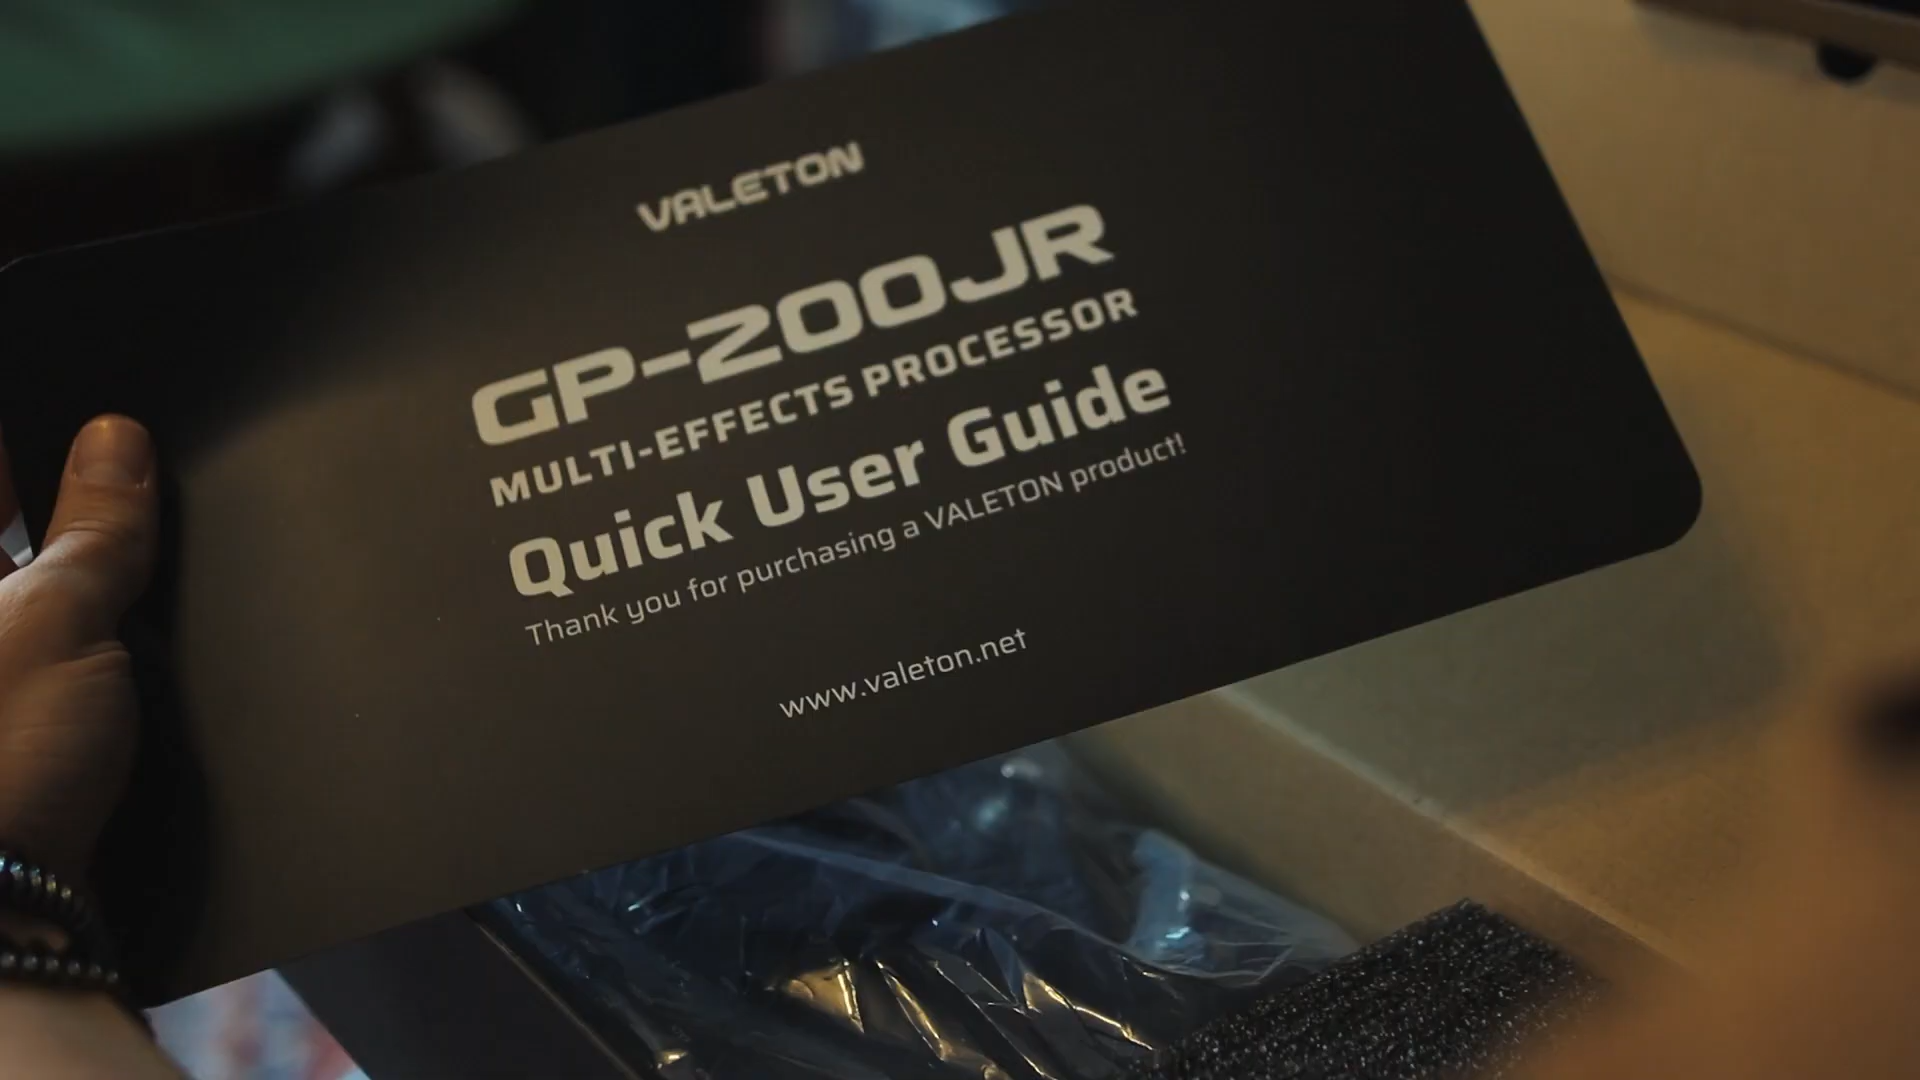 VALETON
GP-200JR
MULTI-EFFECTS PROCESSOR
Quick User Guide
Thank you for purchasing a VALETON product!
www.valeton.net